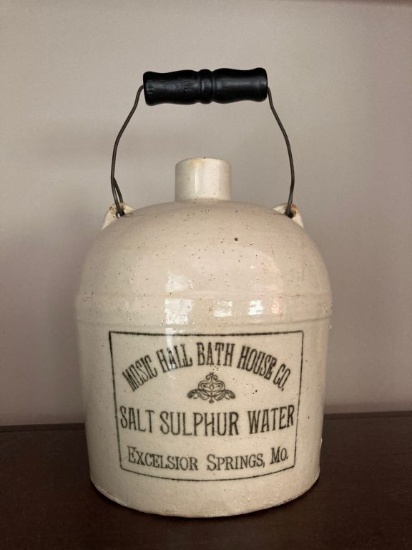 MUSIC HALL BATH HOUSE CO.
SALT SULPHUR WATER
EXCELSIOR SPRINGS, MO.